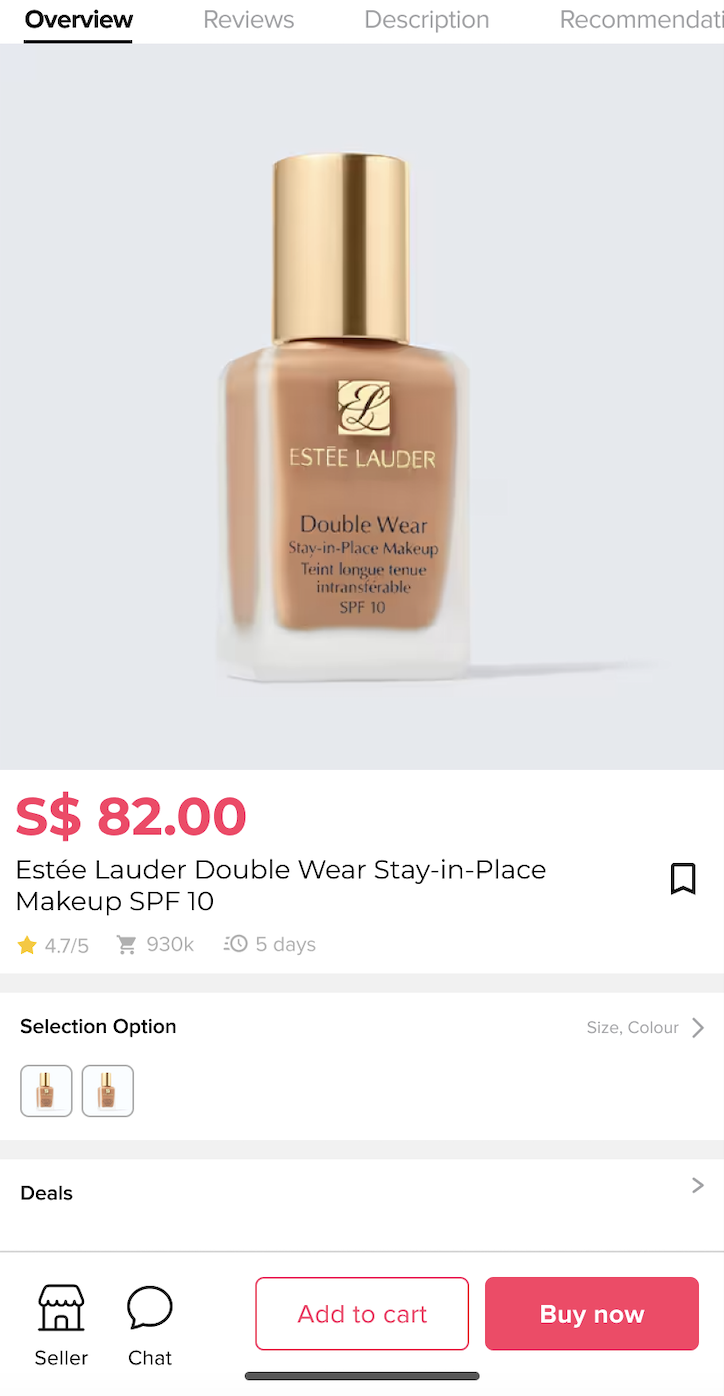 Overview Reviews Description Recommendati
ESTĒE LAUDER
Double Wear
Stay-in-Place Makeup
Teint longue tenue
intransférable
SPF 10
S$ 82.00
Estée Lauder Double Wear Stay-in-Place
Makeup SPF 10
4.7/5 930k 5 days
Selection Option Size, Colour
Deals
Add to cart Buy now
Seller Chat